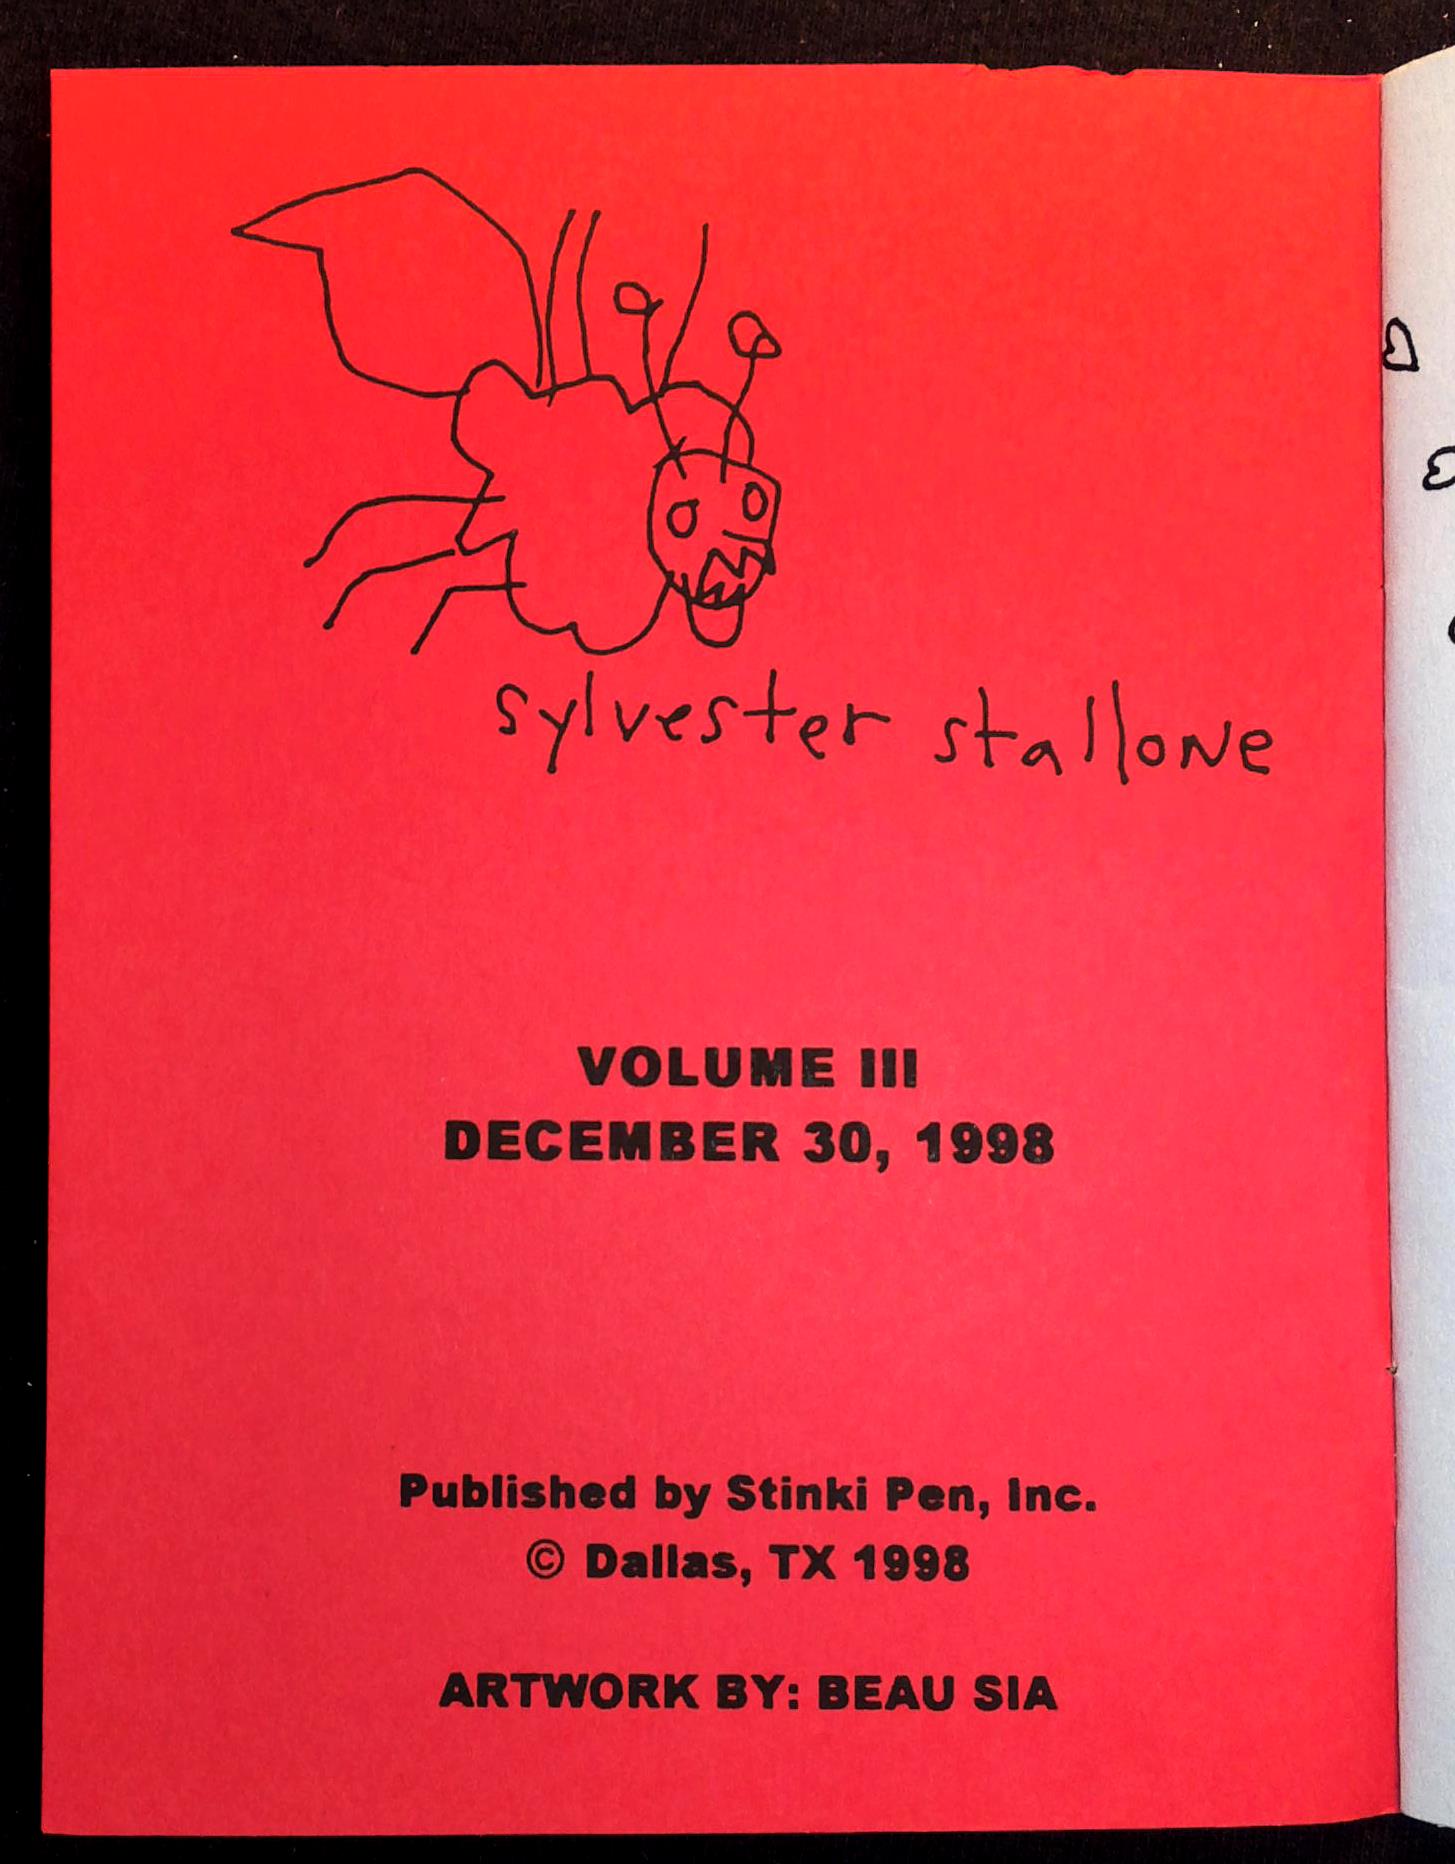 sylvester stallone
VOLUME III
DECEMBER 30, 1998
Published by Stinki Pen, Inc.
© Dallas, TX 1998
ARTWORK BY: BEAU SIA